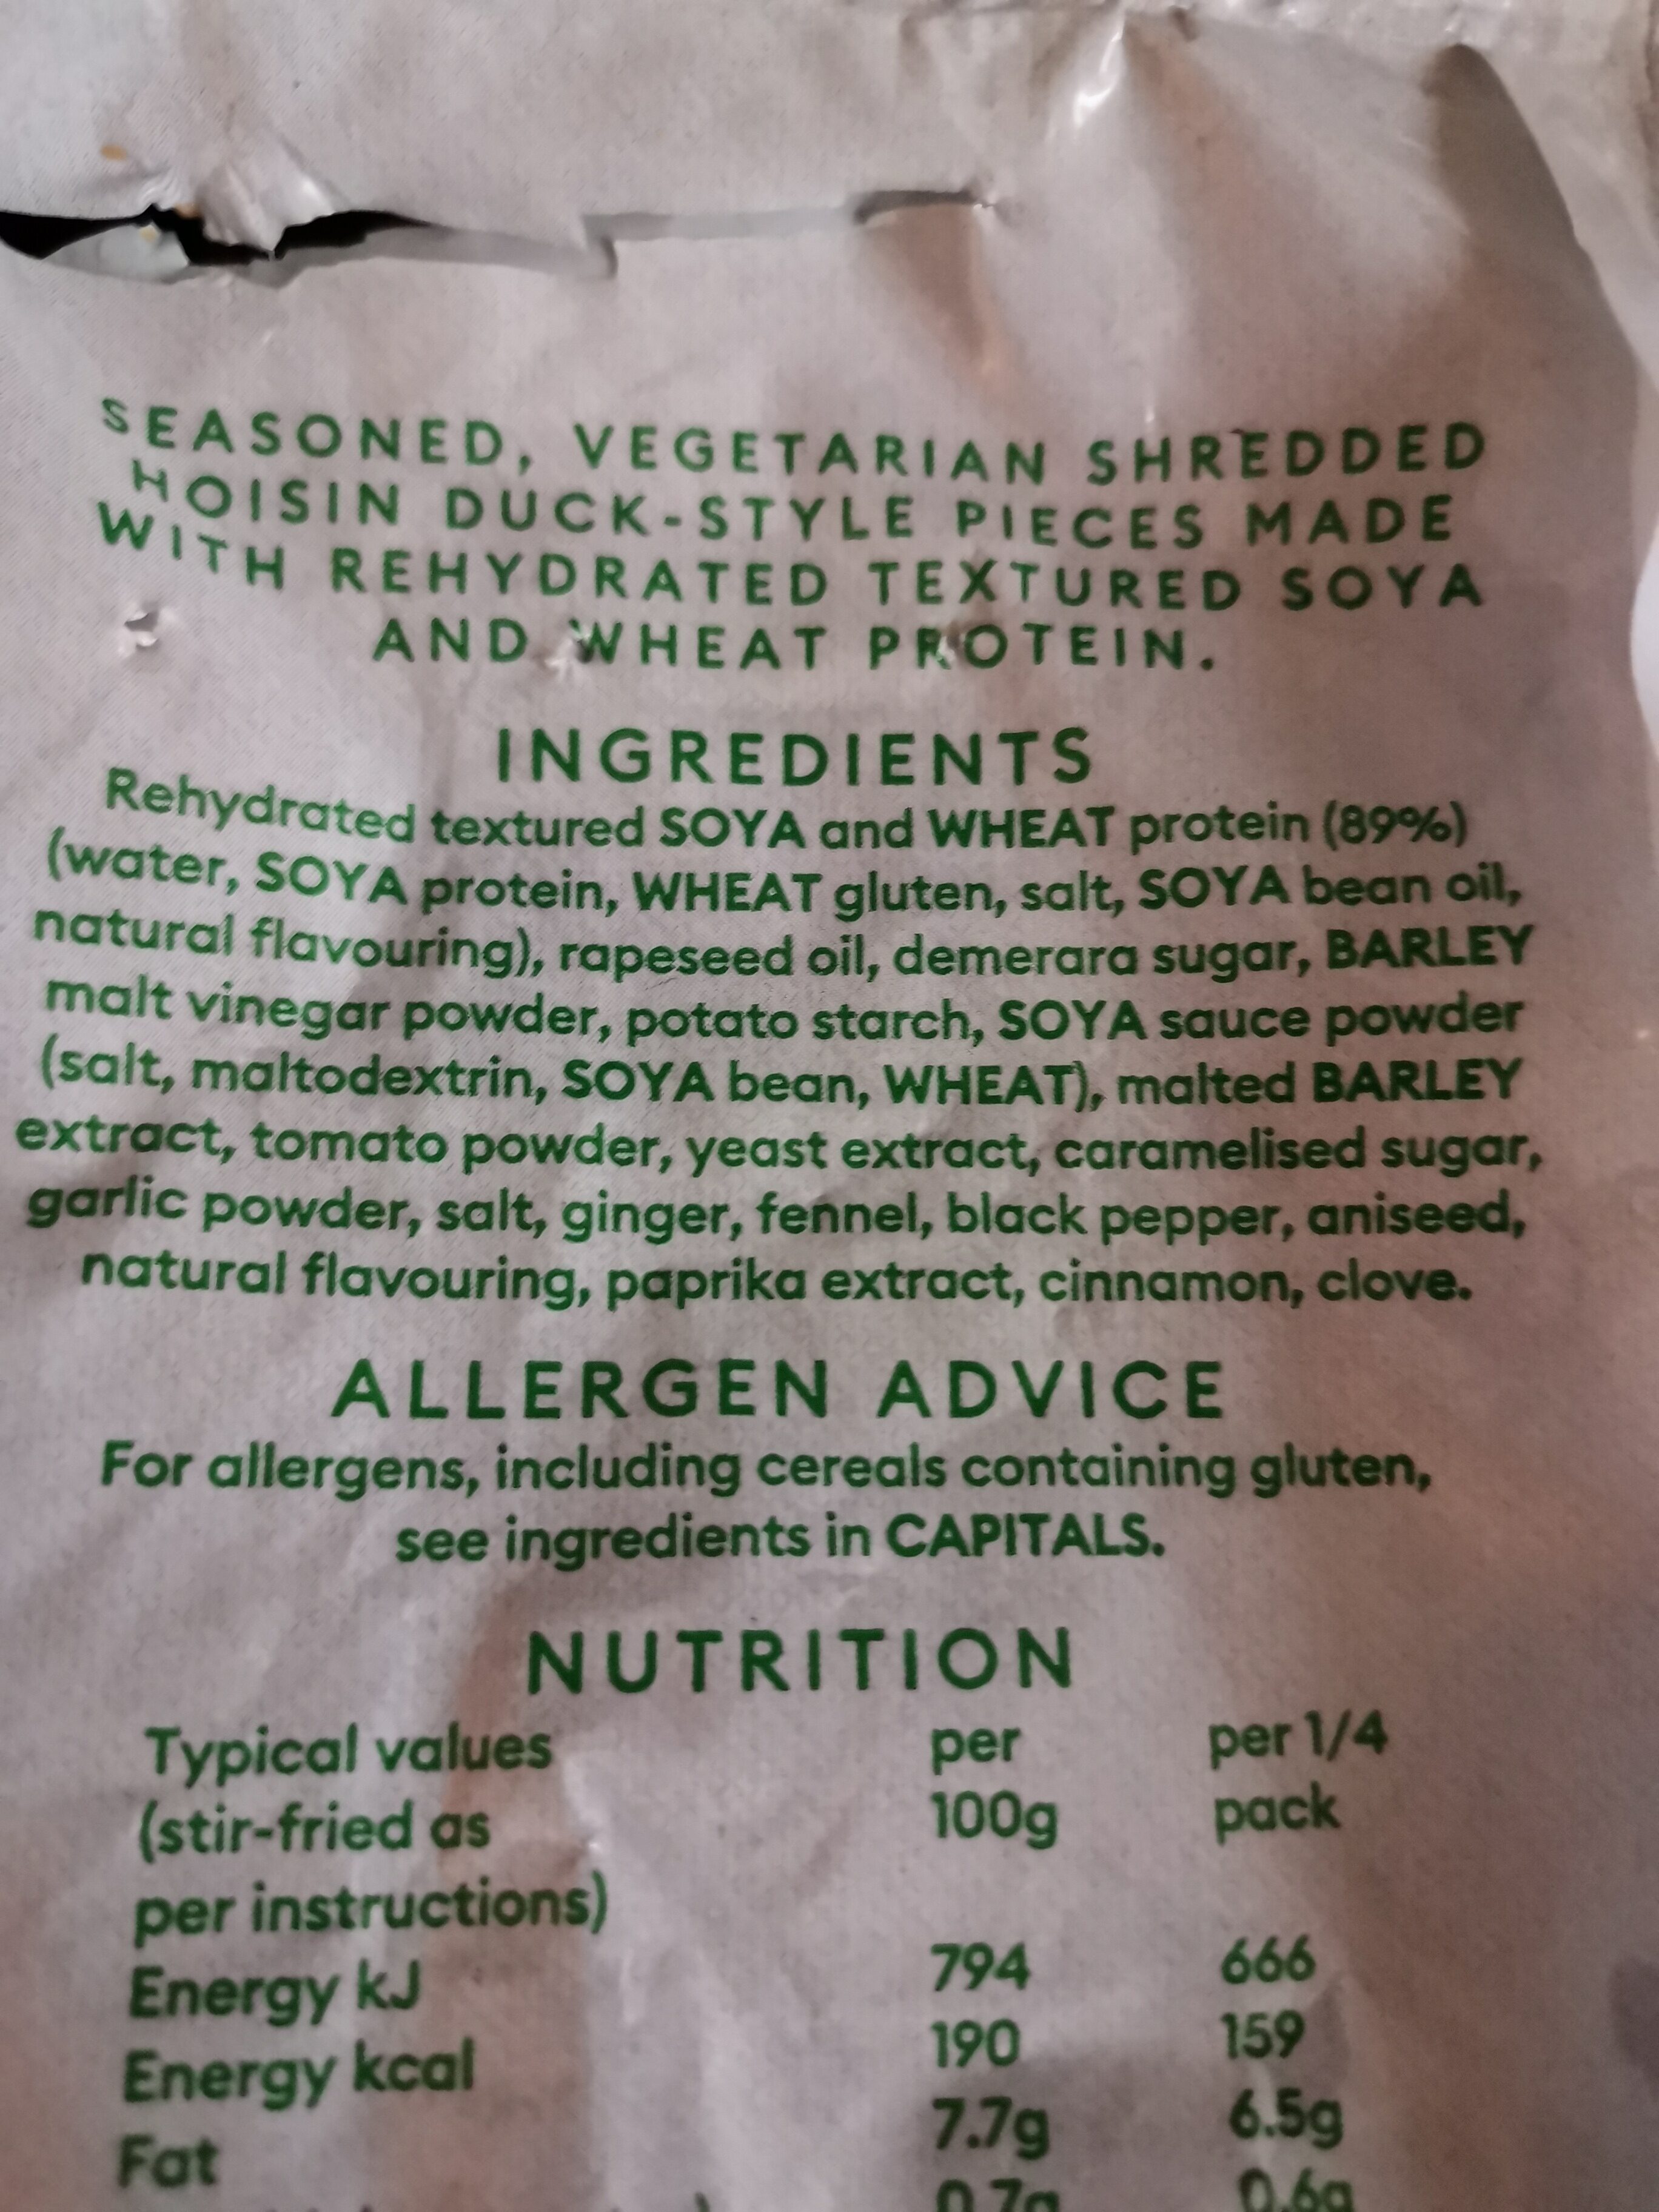 SEASONED, VEGETARIAN SHREDDED
HOISIN DUCK-STYLE PIECES MADE
WITH REHYDRATED TEXTURED SOYA
AND WHEAT PROTEIN.
INGREDIENTS
Rehydrated textured SOYA and WHEAT protein (89%)
(water, SOYA protein, WHEAT gluten, salt, SOYA bean oil,
natural flavouring), rapeseed oil, demerara sugar, BARLEY
malt vinegar powder, potato starch, SOYA sauce powder
(salt, maltodextrin, SOYA bean, WHEAT), malted BARLEY
extract, tomato powder, yeast extract, caramelised sugar,
garlic powder, salt, ginger, fennel, black pepper, aniseed,
natural flavouring, paprika extract, cinnamon, clove.
ALLERGEN ADVICE
For allergens, including cereals containing gluten,
see ingredients in CAPITALS.
NUTRITION
Typical values per per 1/4
(stir-fried as 100g pack
per instructions)
Energy kJ 794 666
Energy kcal 190 159
Fat 7.7g 6.5g
0.7g 0.6g